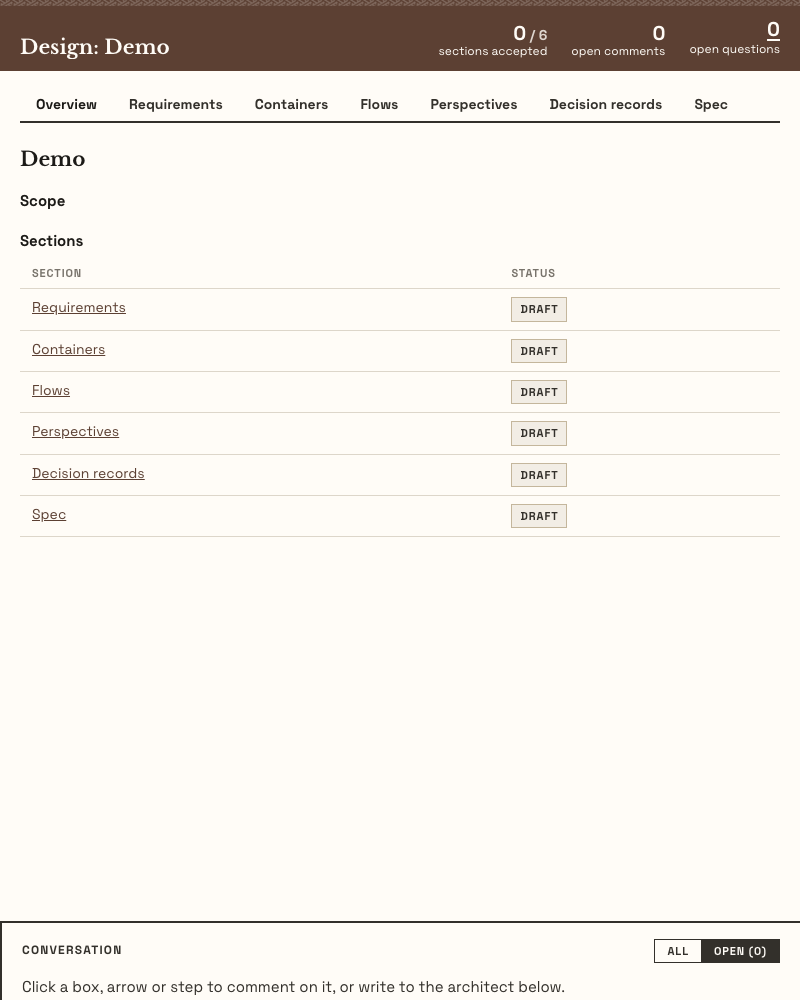 Design: Demo
0 / 6
sections accepted
0
open comments
0
open questions
Overview Requirements Containers Flows Perspectives Decision records Spec
Demo
Scope
Sections
SECTION STATUS
Requirements DRAFT
Containers DRAFT
Flows DRAFT
Perspectives DRAFT
Decision records DRAFT
Spec DRAFT
CONVERSATION ALL OPEN (0)
Click a box, arrow or step to comment on it, or write to the architect below.